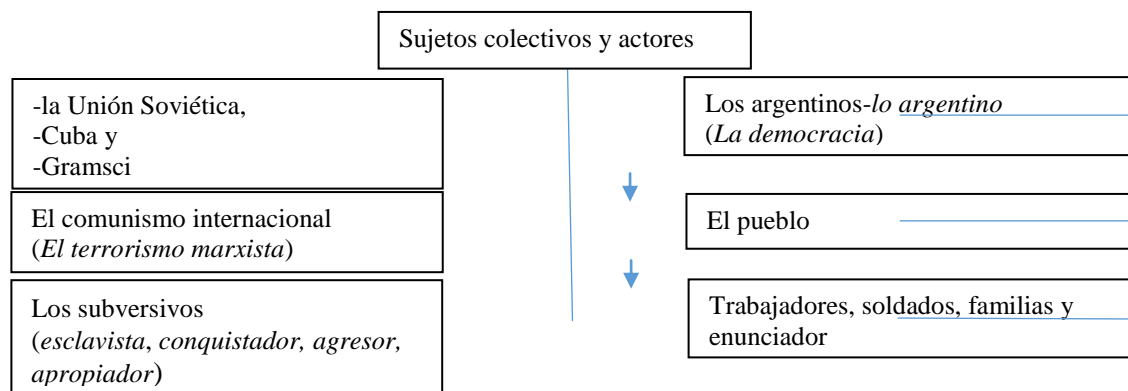 Sujetos colectivos y actores
-la Unión Soviética,
-Cuba y
-Gramsci
El comunismo internacional
(El terrorismo marxista)
Los subversivos
(esclavista, conquistador, agresor,
apropiador)
Los argentinos-lo argentino
(La democracia)
El pueblo
Trabajadores, soldados, familias y
enunciador